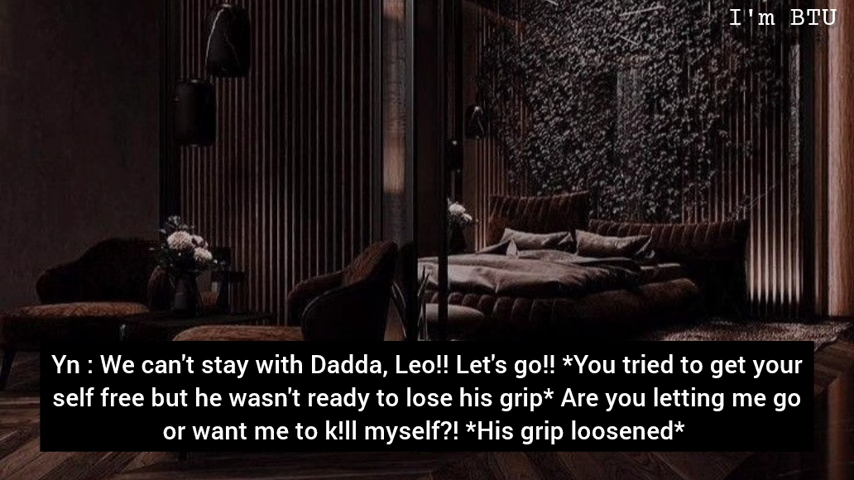 I'm BTU
Yn : We can't stay with Dadda, Leo!! Let's go!! *You tried to get your
self free but he wasn't ready to lose his grip* Are you letting me go
or want me to k!ll myself?! *His grip loosened*